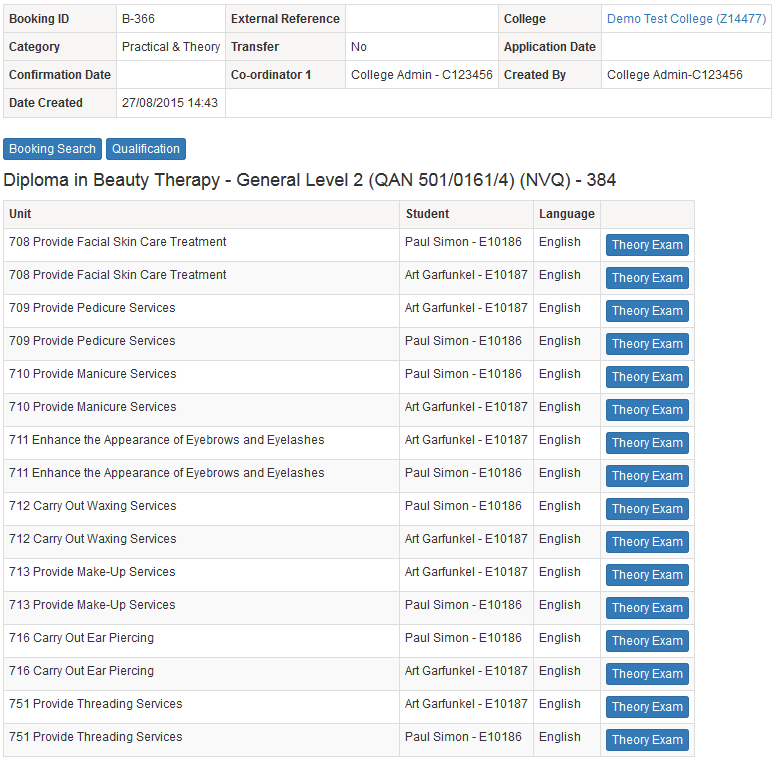 Booking ID B-366 External Reference College Demo Test College (Z14477)
Category Practical & Theory Transfer No Application Date
Confirmation Date Co-ordinator 1 College Admin - C123456 Created By College Admin-C123456
Date Created 27/08/2015 14:43
Booking Search Qualification
Diploma in Beauty Therapy - General Level 2 (QAN 501/0161/4) (NVQ) - 384
Unit Student Language
708 Provide Facial Skin Care Treatment Paul Simon - E10186 English Theory Exam
708 Provide Facial Skin Care Treatment Art Garfunkel - E10187 English Theory Exam
709 Provide Pedicure Services Art Garfunkel - E10187 English Theory Exam
709 Provide Pedicure Services Paul Simon - E10186 English Theory Exam
710 Provide Manicure Services Paul Simon - E10186 English Theory Exam
710 Provide Manicure Services Art Garfunkel - E10187 English Theory Exam
711 Enhance the Appearance of Eyebrows and Eyelashes Art Garfunkel - E10187 English Theory Exam
711 Enhance the Appearance of Eyebrows and Eyelashes Paul Simon - E10186 English Theory Exam
712 Carry Out Waxing Services Paul Simon - E10186 English Theory Exam
712 Carry Out Waxing Services Art Garfunkel - E10187 English Theory Exam
713 Provide Make-Up Services Art Garfunkel - E10187 English Theory Exam
713 Provide Make-Up Services Paul Simon - E10186 English Theory Exam
716 Carry Out Ear Piercing Paul Simon - E10186 English Theory Exam
716 Carry Out Ear Piercing Art Garfunkel - E10187 English Theory Exam
751 Provide Threading Services Art Garfunkel - E10187 English Theory Exam
751 Provide Threading Services Paul Simon - E10186 English Theory Exam